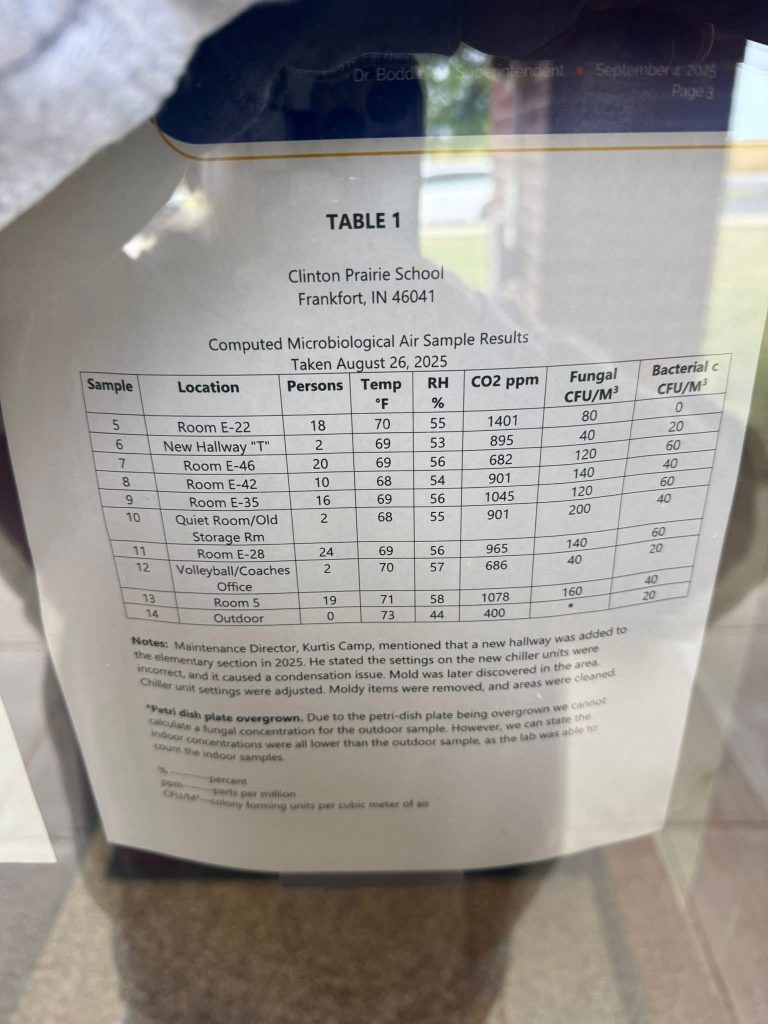 Dr. Superintendent • September 4 2025
Page 3
TABLE 1
Clinton Prairie School
Frankfort, IN 46041
Computed Microbiological Air Sample Results
Taken August 26, 2025
Sample Location Persons Temp °F RH % CO2 ppm Fungal CFU/M³ Bacterial c CFU/M³
5 Room E-22 18 70 55 1401 80 0
6 New Hallway "T" 2 69 53 895 40 20
7 Room E-46 20 69 56 682 120 60
8 Room E-42 10 68 54 901 140 40
9 Room E-35 16 69 56 1045 120 60
10 Quiet Room/Old Storage Rm 2 68 55 901 200 40
11 Room E-28 24 69 56 965 140 60
12 Volleyball/Coaches Office 2 70 57 686 40 20
13 Room 5 19 71 58 1078 160 40
14 Outdoor 0 73 44 400 * 20
Notes: Maintenance Director, Kurtis Camp, mentioned that a new hallway was added to
the elementary section in 2025. He stated the settings on the new chiller units were
incorrect, and it caused a condensation issue. Mold was later discovered in the area.
Chiller unit settings were adjusted. Moldy items were removed, and areas were cleaned.
*Petri dish plate overgrown. Due to the petri-dish plate being overgrown we cannot
calculate a fungal concentration for the outdoor sample. However, we can state the
indoor concentrations were all lower than the outdoor sample, as the lab was able to
count the indoor samples.
%----------percent
ppm--------parts per million
CFU/M³---colony forming units per cubic meter of air